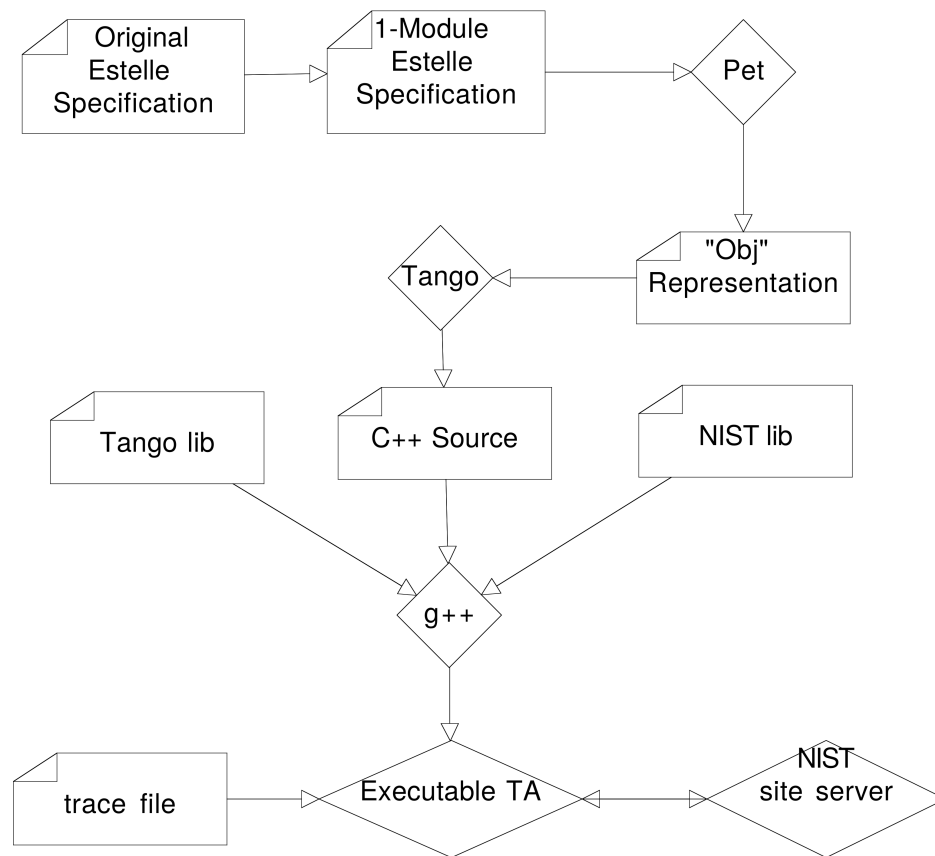 Original
Estelle
Specification
1-Module
Estelle
Specification
Pet
"Obj"
Representation
Tango
Tango lib
C++ Source
NIST lib
g++
trace file
Executable TA
NIST
site server